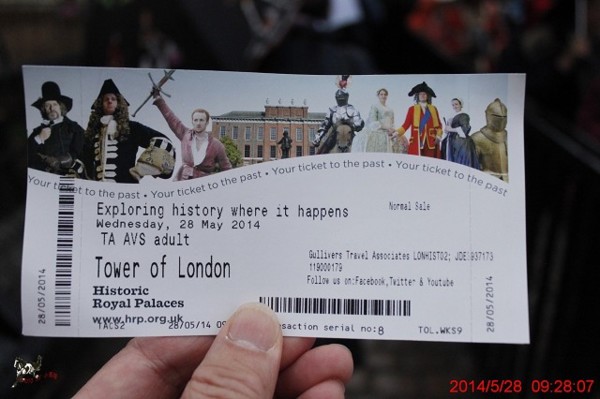 Your ticket to the past • Your ticket to the past • Your ticket to the past • Your ticket to the past
Exploring history where it happens
Normal Sale
Wednesday, 28 May 2014
TA AVS adult
Tower of London
Gullivers Travel Associates LONHIST02; JOE1937173
119000179
Follow us on:Facebook,Twitter & Youtube
Historic
Royal Palaces
www.hrp.org.uk
TALS2 28/05/14 09 saction serial no:8 TOL.WKS9
28/05/2014
28/05/2014
2014/5/28 09:28:07